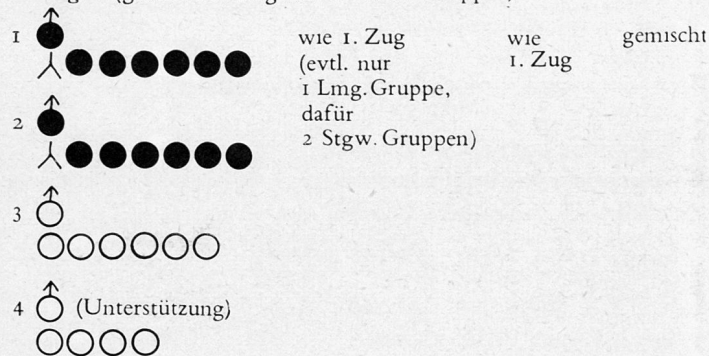 1
wie 1. Zug
(evtl. nur
1 Lmg. Gruppe,
dafür
2 Stgw. Gruppen)
wie
1. Zug
gemischt
2
3
4 (Unterstützung)